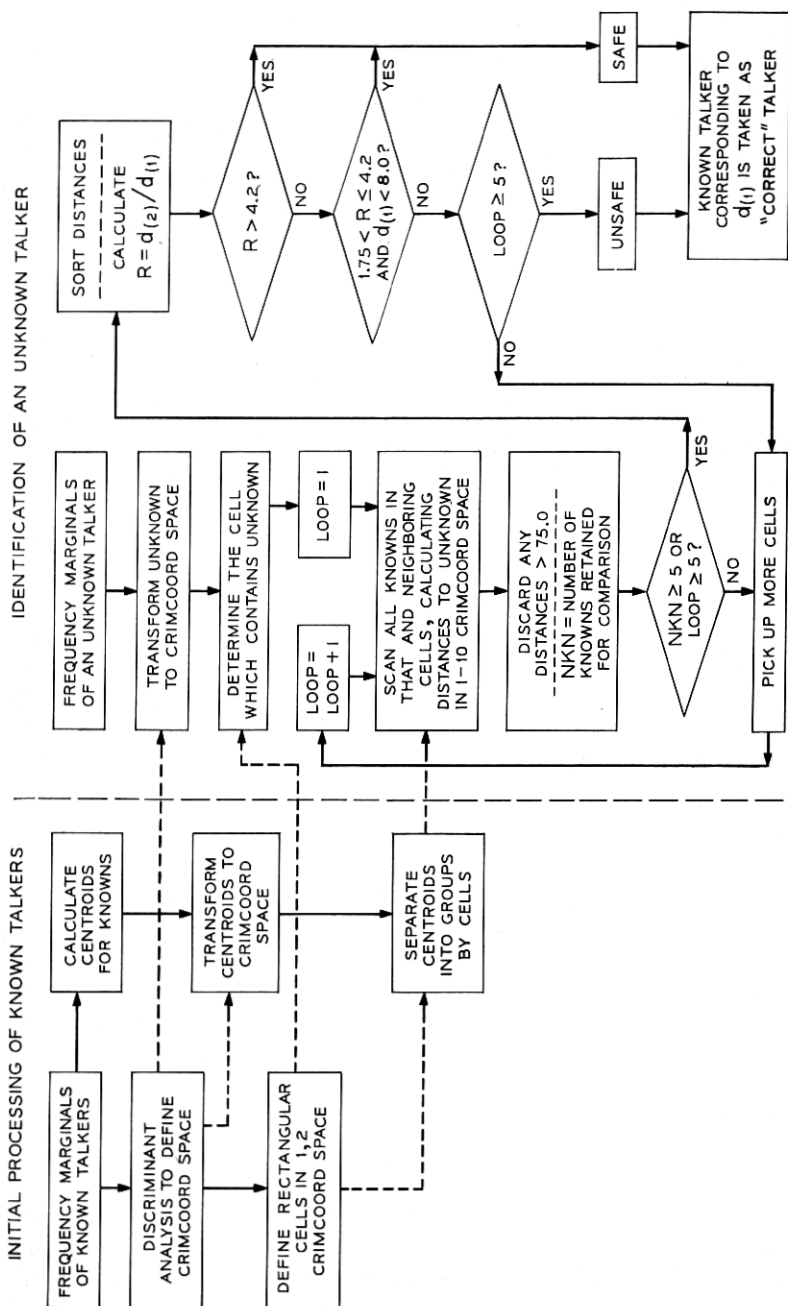 INITIAL PROCESSING OF KNOWN TALKERS
FREQUENCY MARGINALS
OF KNOWN TALKERS
CALCULATE
CENTROIDS
FOR KNOWNS
DISCRIMINANT
ANALYSIS TO DEFINE
CRIMCOORD SPACE
TRANSFORM
CENTROIDS TO
CRIMCOORD
SPACE
DEFINE RECTANGULAR
CELLS IN 1,2
CRIMCOORD SPACE
SEPARATE
CENTROIDS
INTO GROUPS
BY CELLS
IDENTIFICATION OF AN UNKNOWN TALKER
FREQUENCY MARGINALS
OF AN UNKNOWN TALKER
TRANSFORM UNKNOWN
TO CRIMCOORD SPACE
DETERMINE THE CELL
WHICH CONTAINS UNKNOWN
LOOP =
LOOP + 1
LOOP = 1
SCAN ALL KNOWNS IN
THAT AND NEIGHBORING
CELLS, CALCULATING
DISTANCES TO UNKNOWN
IN 1-10 CRIMCOORD SPACE
DISCARD ANY
DISTANCES > 75.0
NKN = NUMBER OF
KNOWNS RETAINED
FOR COMPARISON
NKN ≥ 5 OR
LOOP ≥ 5?
YES
NO
PICK UP MORE CELLS
SORT DISTANCES
CALCULATE
R = d(2)/d(1)
R > 4.2?
YES
NO
1.75 < R ≤ 4.2
AND d(1) < 8.0?
YES
NO
LOOP ≥ 5?
NO
YES
UNSAFE
SAFE
KNOWN TALKER
CORRESPONDING TO
d(1) IS TAKEN AS
"CORRECT" TALKER